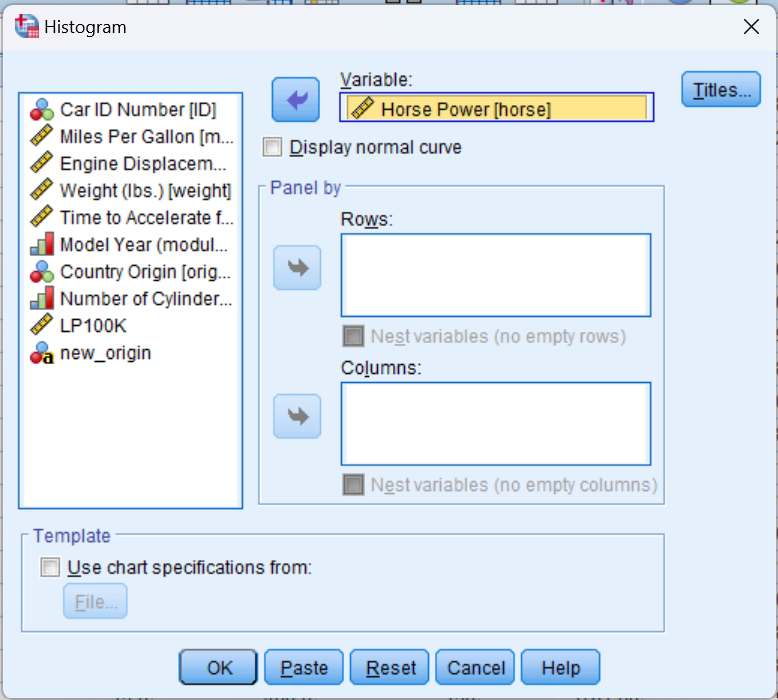 Histogram
Variable:
Horse Power [horse]
Titles...
Car ID Number [ID]
Miles Per Gallon [m...
Engine Displacem...
Weight (lbs.) [weight]
Time to Accelerate f...
Model Year (modul...
Country Origin [orig...
Number of Cylinder...
LP100K
a new_origin
Display normal curve
Panel by
Rows:
Nest variables (no empty rows)
Columns:
Nest variables (no empty columns)
Template
Use chart specifications from:
File...
OK Paste Reset Cancel Help